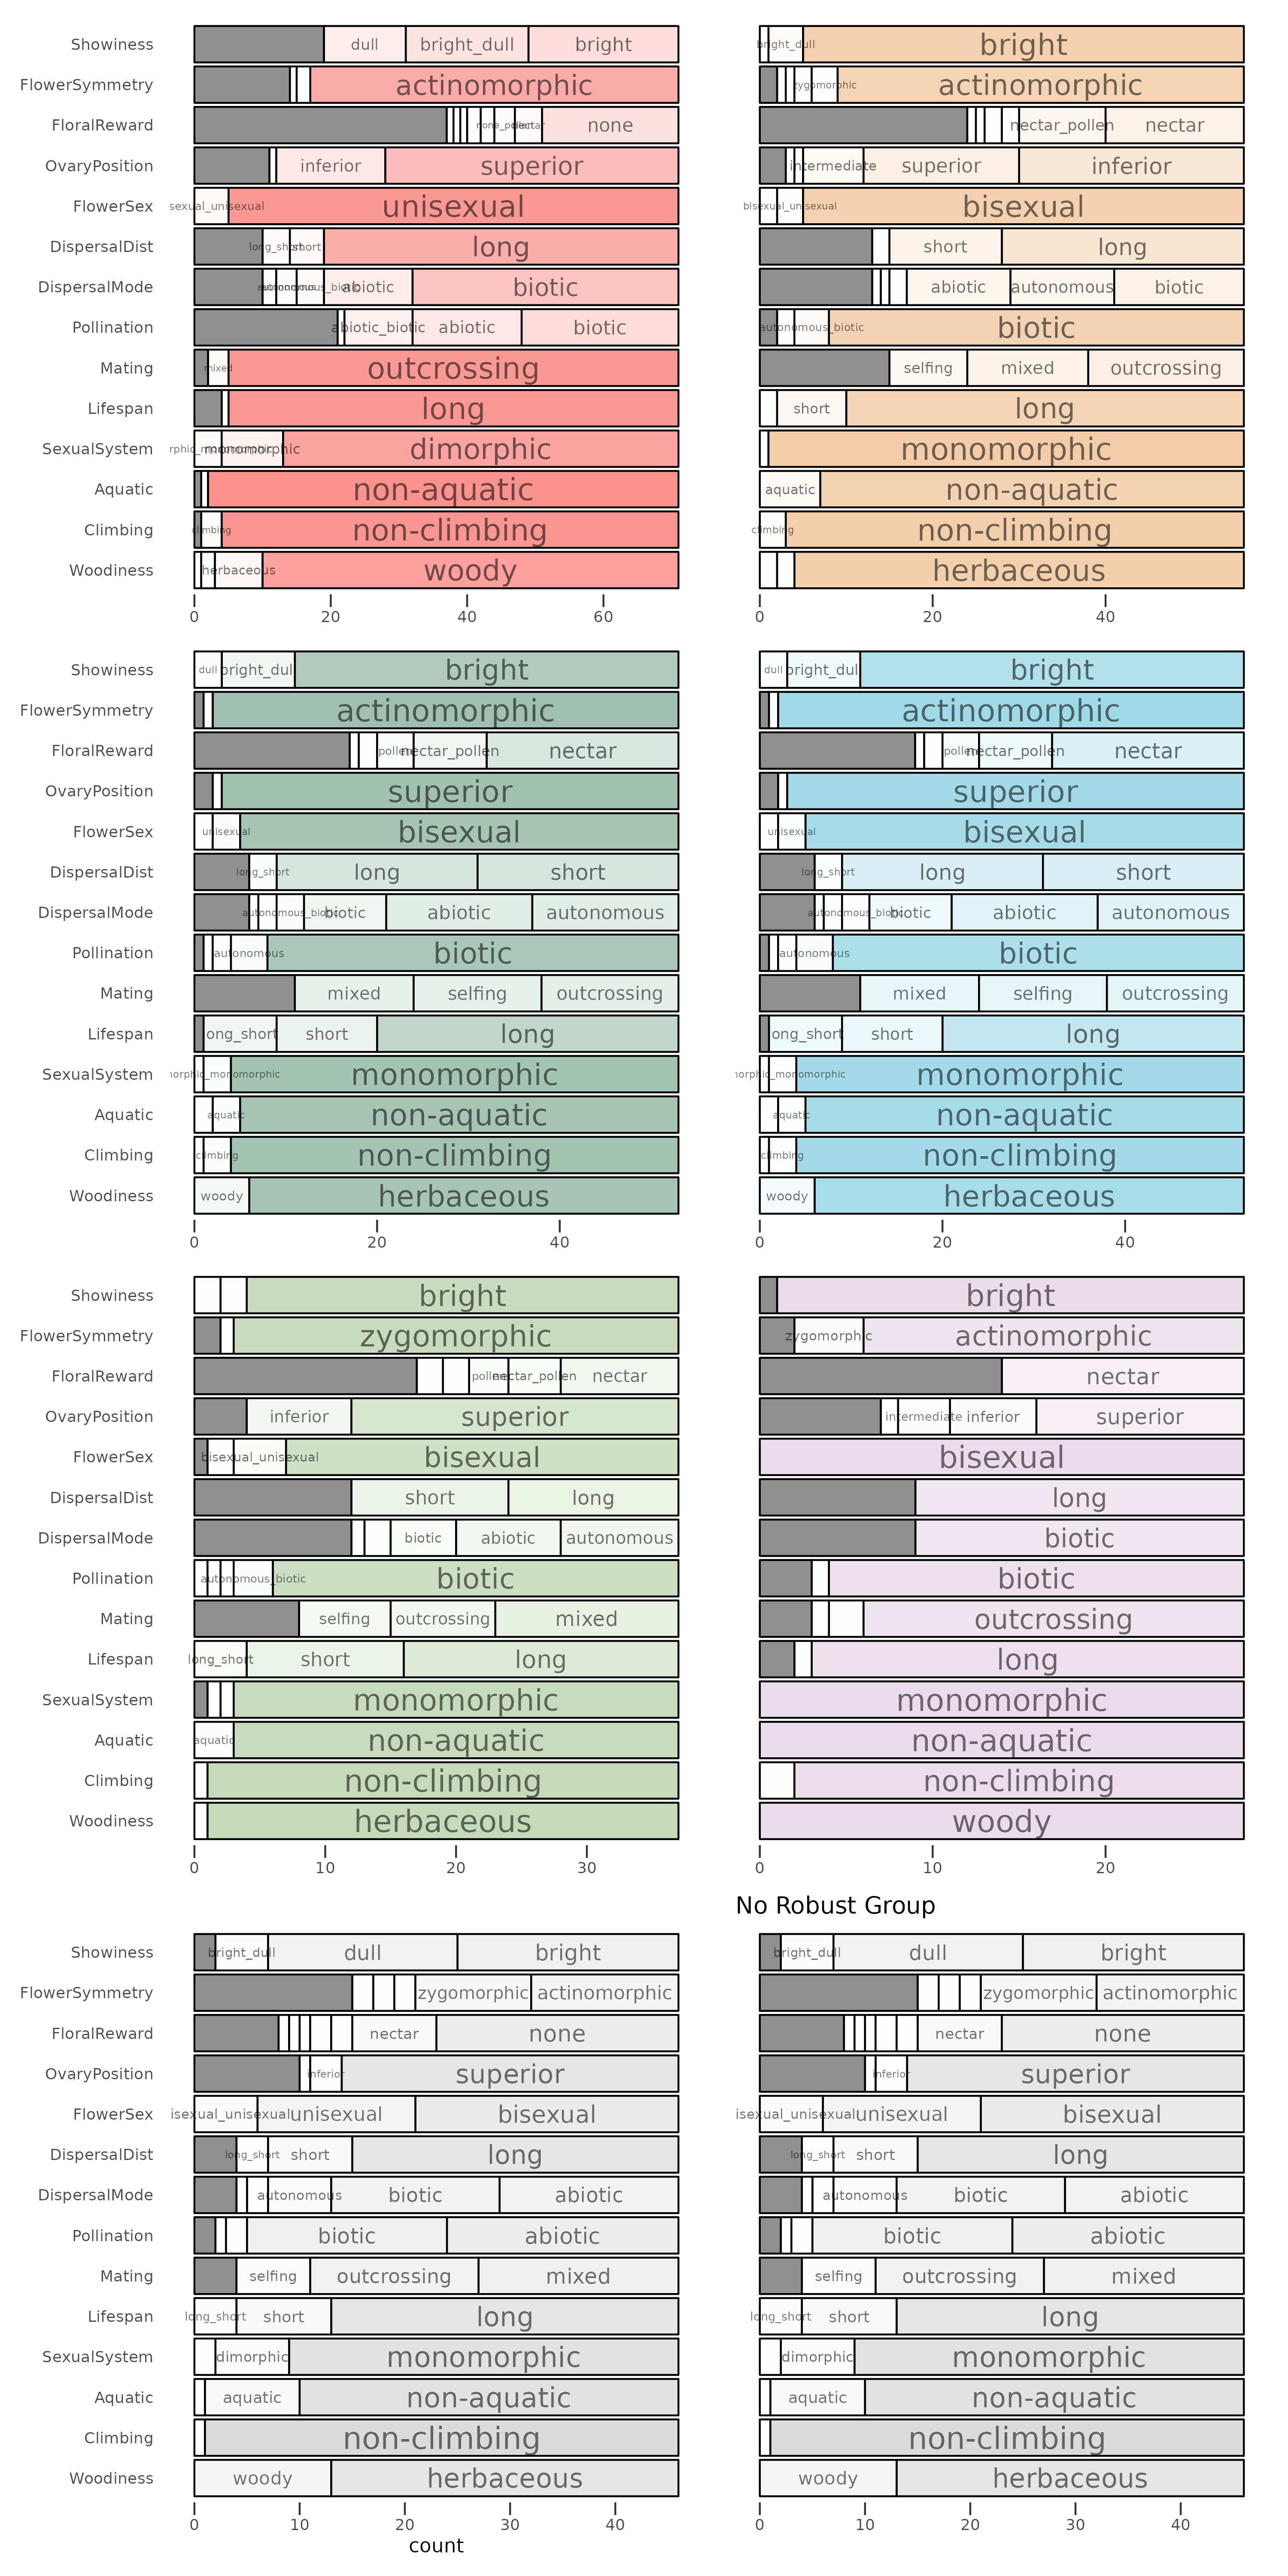 Showiness dull bright_dull bright bright_dull bright
FlowerSymmetry actinomorphic zygomorphic actinomorphic
FloralReward none_pollen nectar none nectar_pollen nectar
OvaryPosition inferior superior intermediate superior inferior
FlowerSex sexual_unisexual unisexual bisexual_unisexual bisexual
DispersalDist long_short short long short long
DispersalMode abiotic biotic abiotic autonomous biotic
Pollination abiotic_biotic abiotic biotic autonomous_biotic biotic
Mating mixed outcrossing selfing mixed outcrossing
Lifespan long short long
SexualSystem monomorphic dimorphic monomorphic
Aquatic non-aquatic aquatic non-aquatic
Climbing climbing non-climbing climbing non-climbing
Woodiness herbaceous woody herbaceous
0 20 40 60 0 20 40
Showiness dull bright_dull bright dull bright_dull bright
FlowerSymmetry actinomorphic actinomorphic
FloralReward pollen nectar_pollen nectar pollen nectar_pollen nectar
OvaryPosition superior superior
FlowerSex unisexual bisexual unisexual bisexual
DispersalDist long_short long short long_short long short
DispersalMode autonomous_biotic biotic abiotic autonomous autonomous_biotic biotic abiotic autonomous
Pollination autonomous biotic autonomous biotic
Mating mixed selfing outcrossing mixed selfing outcrossing
Lifespan long_short short long long_short short long
SexualSystem morphic_monomorphic monomorphic morphic_monomorphic monomorphic
Aquatic aquatic non-aquatic aquatic non-aquatic
Climbing climbing non-climbing climbing non-climbing
Woodiness woody herbaceous woody herbaceous
0 20 40 0 20 40
Showiness bright bright
FlowerSymmetry zygomorphic zygomorphic actinomorphic
FloralReward pollen nectar_pollen nectar nectar
OvaryPosition inferior superior intermediate inferior superior
FlowerSex bisexual_unisexual bisexual bisexual
DispersalDist short long long
DispersalMode biotic abiotic autonomous biotic
Pollination autonomous_biotic biotic biotic
Mating selfing outcrossing mixed outcrossing
Lifespan long_short short long long
SexualSystem monomorphic monomorphic
Aquatic aquatic non-aquatic non-aquatic
Climbing non-climbing non-climbing
Woodiness herbaceous woody
0 10 20 30 0 10 20
No Robust Group
Showiness bright_dull dull bright bright_dull dull bright
FlowerSymmetry zygomorphic actinomorphic zygomorphic actinomorphic
FloralReward nectar none nectar none
OvaryPosition inferior superior inferior superior
FlowerSex isexual_unisexual unisexual bisexual isexual_unisexual unisexual bisexual
DispersalDist long_short short long long_short short long
DispersalMode autonomous biotic abiotic autonomous biotic abiotic
Pollination biotic abiotic biotic abiotic
Mating selfing outcrossing mixed selfing outcrossing mixed
Lifespan long_short short long long_short short long
SexualSystem dimorphic monomorphic dimorphic monomorphic
Aquatic aquatic non-aquatic aquatic non-aquatic
Climbing non-climbing non-climbing
Woodiness woody herbaceous woody herbaceous
0 10 20 30 40 0 10 20 30 40
count